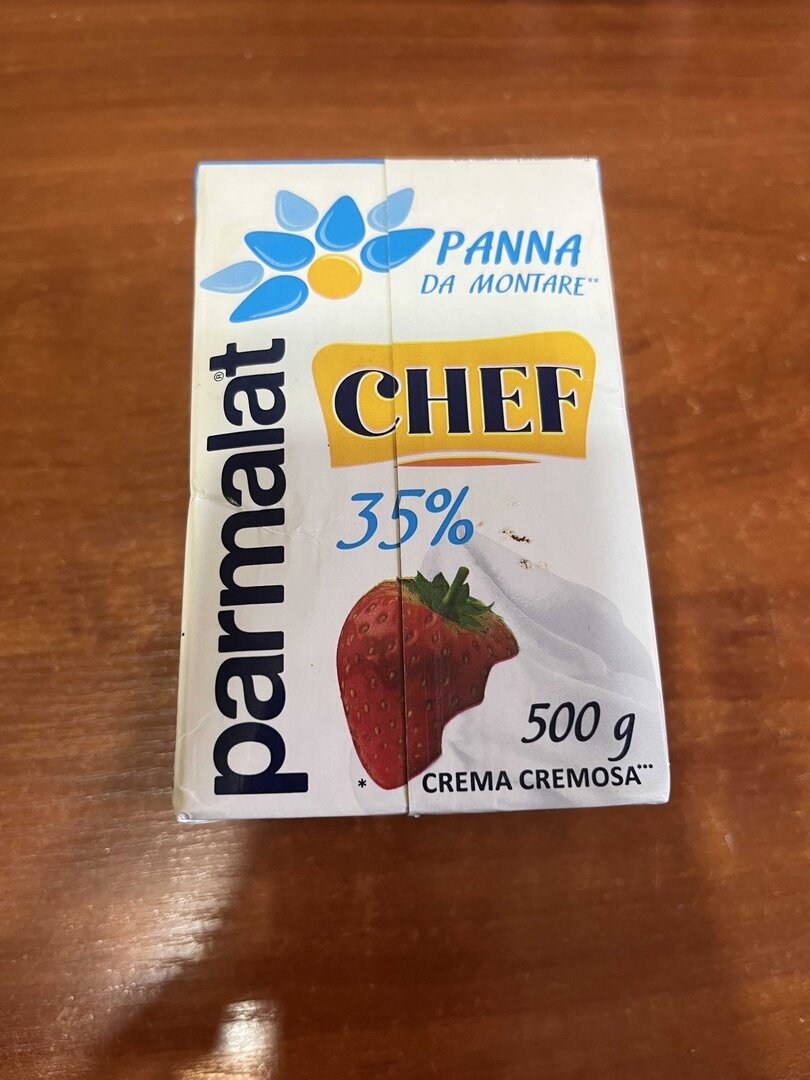 PANNA
DA MONTARE**
parmalat®
CHEF
35%
500 g
* CREMA CREMOSA***